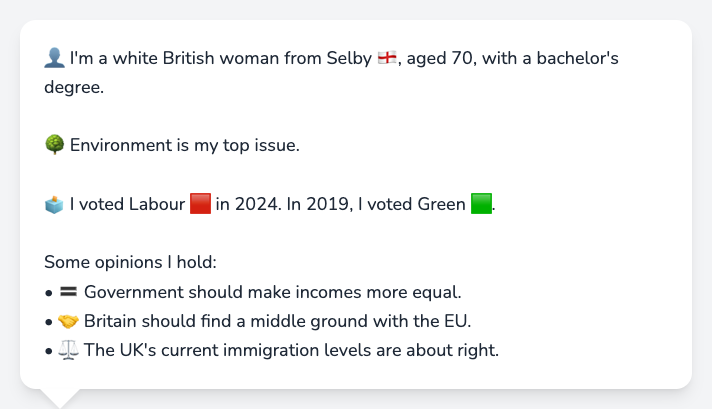 👤 I'm a white British woman from Selby 🏴󠁧󠁢󠁥󠁮󠁧󠁿, aged 70, with a bachelor's
degree.
🌳 Environment is my top issue.
🗳️ I voted Labour 🟥 in 2024. In 2019, I voted Green 🟩.
Some opinions I hold:
• 🟰 Government should make incomes more equal.
• 🤝 Britain should find a middle ground with the EU.
• ⚖️ The UK's current immigration levels are about right.